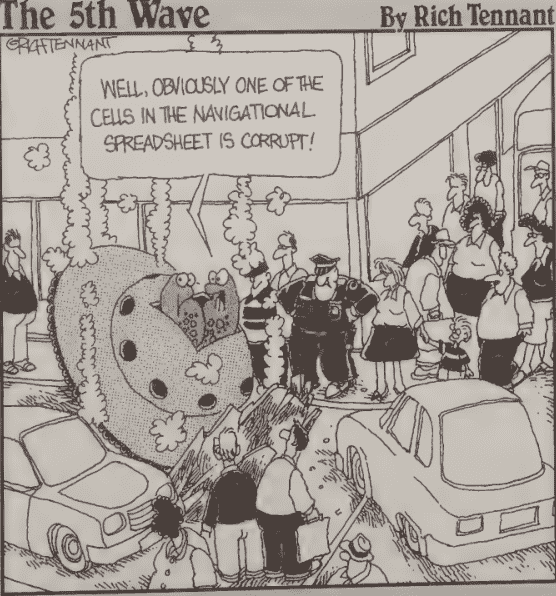 The 5th Wave
By Rich Tennant
©RICHTENNANT
WELL, OBVIOUSLY ONE OF THE
CELLS IN THE NAVIGATIONAL
SPREADSHEET IS CORRUPT!